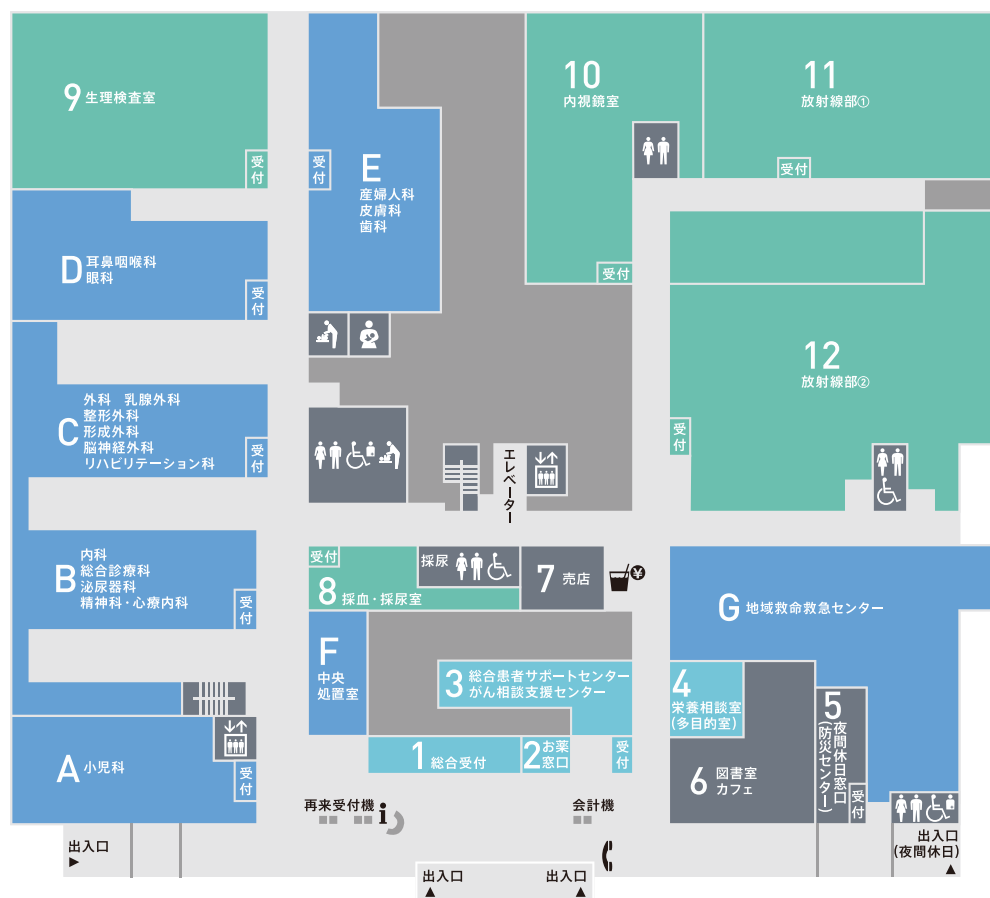 9 生理検査室
受付
受付
E
産婦人科
皮膚科
歯科
10
内視鏡室
受付
11
放射線部①
受付
D 耳鼻咽喉科
眼科
受付
12
放射線部②
受付
C
外科 乳腺外科
整形外科
形成外科
脳神経外科
リハビリテーション科
受付
エレベーター
B
内科
総合診療科
泌尿器科
精神科・心療内科
受付
受付
8 採血・採尿室
採尿
7 売店
¥
G 地域救命救急センター
F
中央
処置室
3 総合患者サポートセンター
がん相談支援センター
4
栄養相談室
(多目的室)
5
夜間休日窓口
(防災センター)
受付
A 小児科
受付
1 総合受付
2 お薬
窓口
受付
6 図書室
カフェ
再来受付機
i
会計機
出入口
出入口
出入口
出入口
(夜間休日)